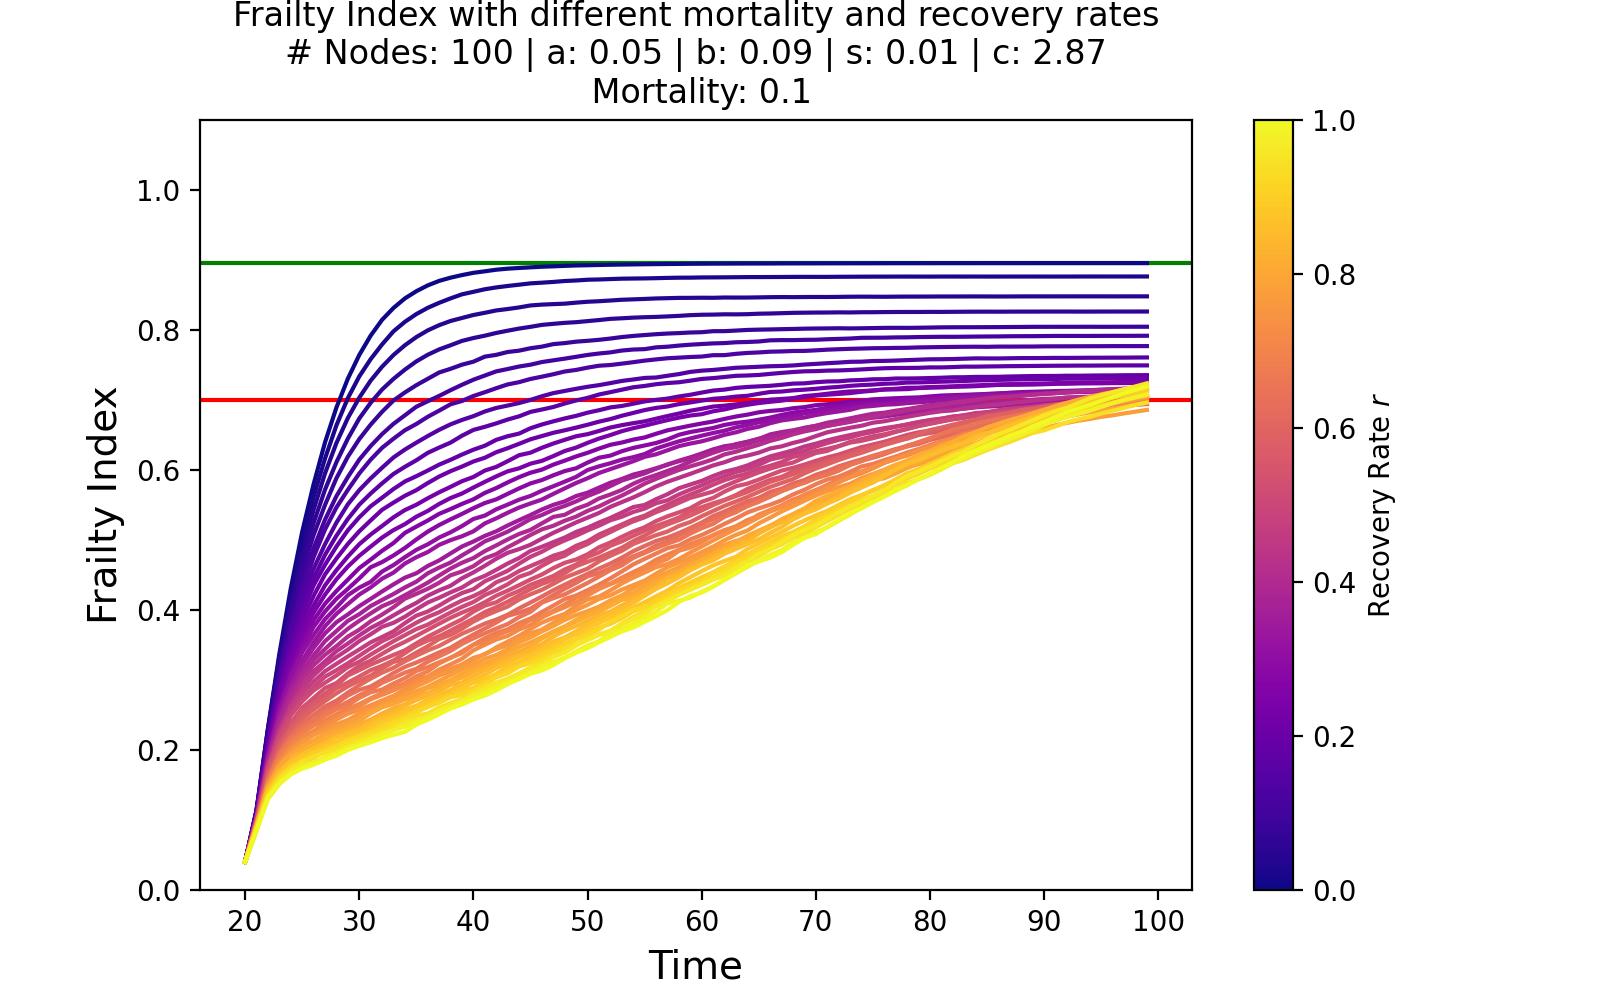 Frailty Index with different mortality and recovery rates
# Nodes: 100 | a: 0.05 | b: 0.09 | s: 0.01 | c: 2.87
Mortality: 0.1
Frailty Index
1.0
0.8
0.6
0.4
0.2
0.0
20 30 40 50 60 70 80 90 100
Time
1.0
0.8
0.6
0.4
0.2
0.0
Recovery Rate r